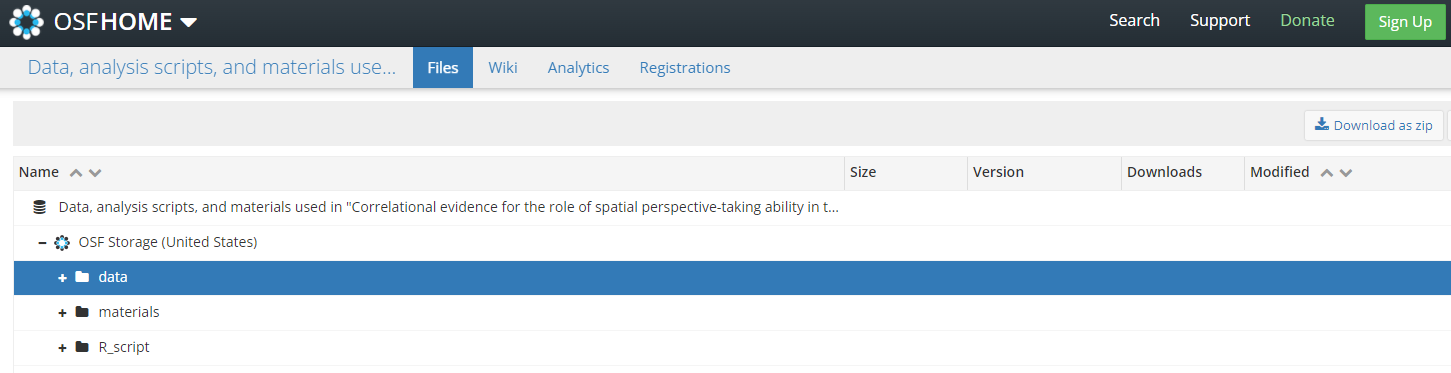 OSFHOME Search Support Donate Sign Up
Data, analysis scripts, and materials use... Files Wiki Analytics Registrations
Download as zip
Name Size Version Downloads Modified
Data, analysis scripts, and materials used in "Correlational evidence for the role of spatial perspective-taking ability in t...
OSF Storage (United States)
data
materials
R_script